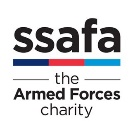 ssafa
the
Armed Forces
charity